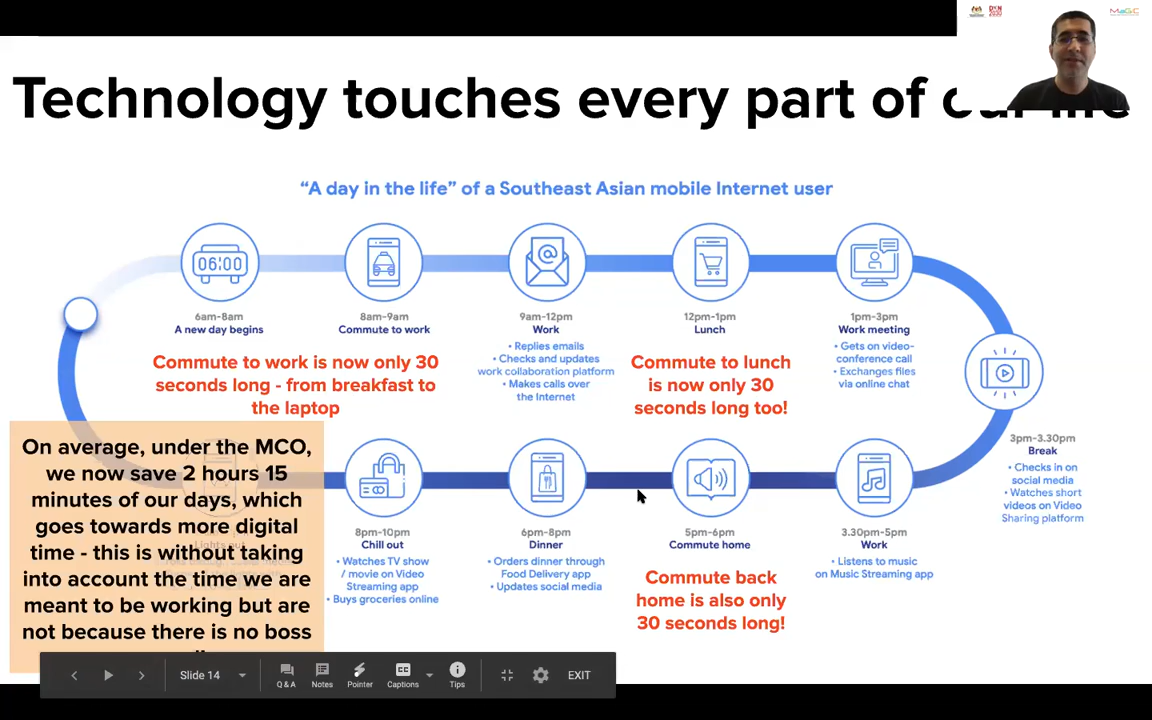 MaGIC
Technology touches every part of our life
“A day in the life” of a Southeast Asian mobile Internet user
06:00
@
6am-8am
A new day begins
8am-9am
Commute to work
9am-12pm
Work
• Replies emails
• Checks and updates
work collaboration platform
• Makes calls over
the Internet
12pm-1pm
Lunch
1pm-3pm
Work meeting
• Gets on video-
conference call
• Exchanges files
via online chat
Commute to work is now only 30
seconds long - from breakfast to
the laptop
Commute to lunch
is now only 30
seconds long too!
3pm-3.30pm
Break
• Checks in on
social media
• Watches short
videos on Video
Sharing platform
On average, under the MCO,
we now save 2 hours 15
minutes of our days, which
goes towards more digital
time - this is without taking
into account the time we are
meant to be working but are
not because there is no boss
8pm-10pm
Chill out
• Watches TV show
/ movie on Video
Streaming app
• Buys groceries online
6pm-8pm
Dinner
• Orders dinner through
Food Delivery app
• Updates social media
5pm-6pm
Commute home
Commute back
home is also only
30 seconds long!
3.30pm-5pm
Work
• Listens to music
on Music Streaming app
Slide 14
Q & A
Notes
Pointer
CC
Captions
Tips
EXIT